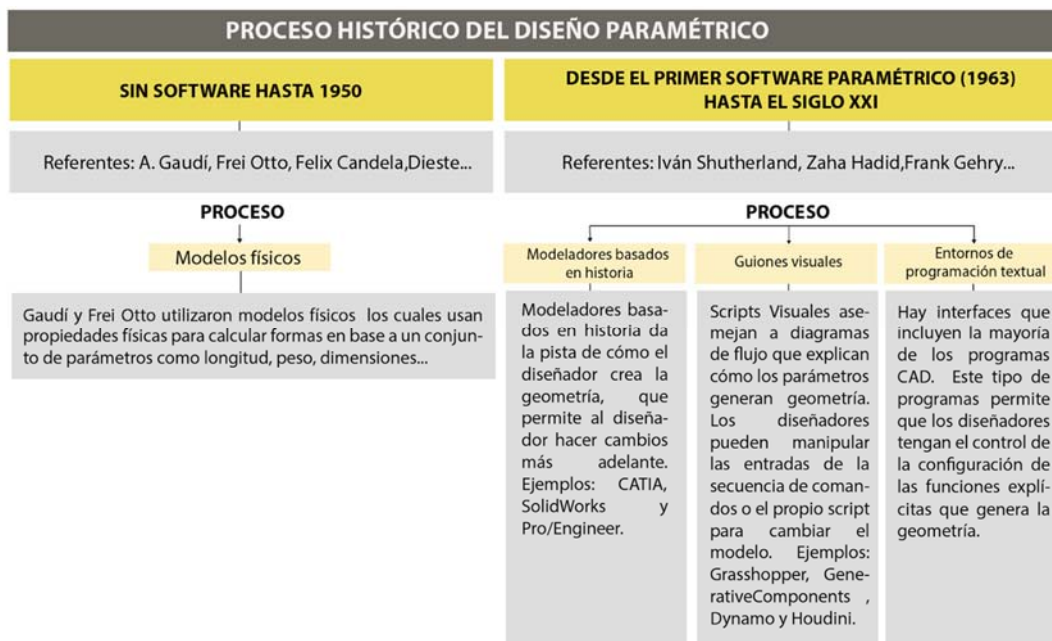 PROCESO HISTÓRICO DEL DISEÑO PARAMÉTRICO
SIN SOFTWARE HASTA 1950
Referentes: A. Gaudí, Frei Otto, Felix Candela,Dieste...
PROCESO
Modelos físicos
Gaudí y Frei Otto utilizaron modelos físicos los cuales usan
propiedades físicas para calcular formas en base a un conjun-
to de parámetros como longitud, peso, dimensiones...
DESDE EL PRIMER SOFTWARE PARAMÉTRICO (1963)
HASTA EL SIGLO XXI
Referentes: Iván Shutherland, Zaha Hadid,Frank Gehry...
PROCESO
Modeladores basados
en historia
Modeladores basa-
dos en historia da
la pista de cómo el
diseñador crea la
geometría, que
permite al diseña-
dor hacer cambios
más adelante.
Ejemplos: CATIA,
SolidWorks y
Pro/Engineer.
Guiones visuales
Scripts Visuales ase-
mejan a diagramas
de flujo que explican
cómo los parámetros
generan geometría.
Los diseñadores
pueden manipular
las entradas de la
secuencia de coman-
dos o el propio script
para cambiar el
modelo. Ejemplos:
Grasshopper, Gene-
rativeComponents ,
Dynamo y Houdini.
Entornos de
programación textual
Hay interfaces que
incluyen la mayoría
de los programas
CAD. Este tipo de
programas permite
que los diseñadores
tengan el control de
la configuración de
las funciones explí-
citas que genera la
geometría.